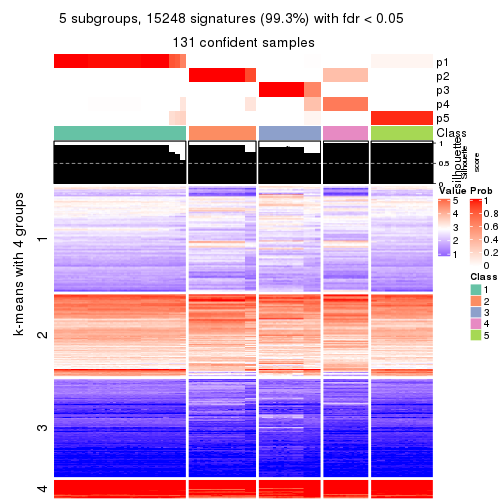 5 subgroups, 15248 signatures (99.3%) with fdr < 0.05
131 confident samples
p1
p2
p3
p4
p5
Class
1
0.5
0
silhouette
Silhouette
score
k-means with 4 groups
1
2
3
4
Value
5
4
3
2
1
Prob
1
0.8
0.6
0.4
0.2
0
Class
1
2
3
4
5